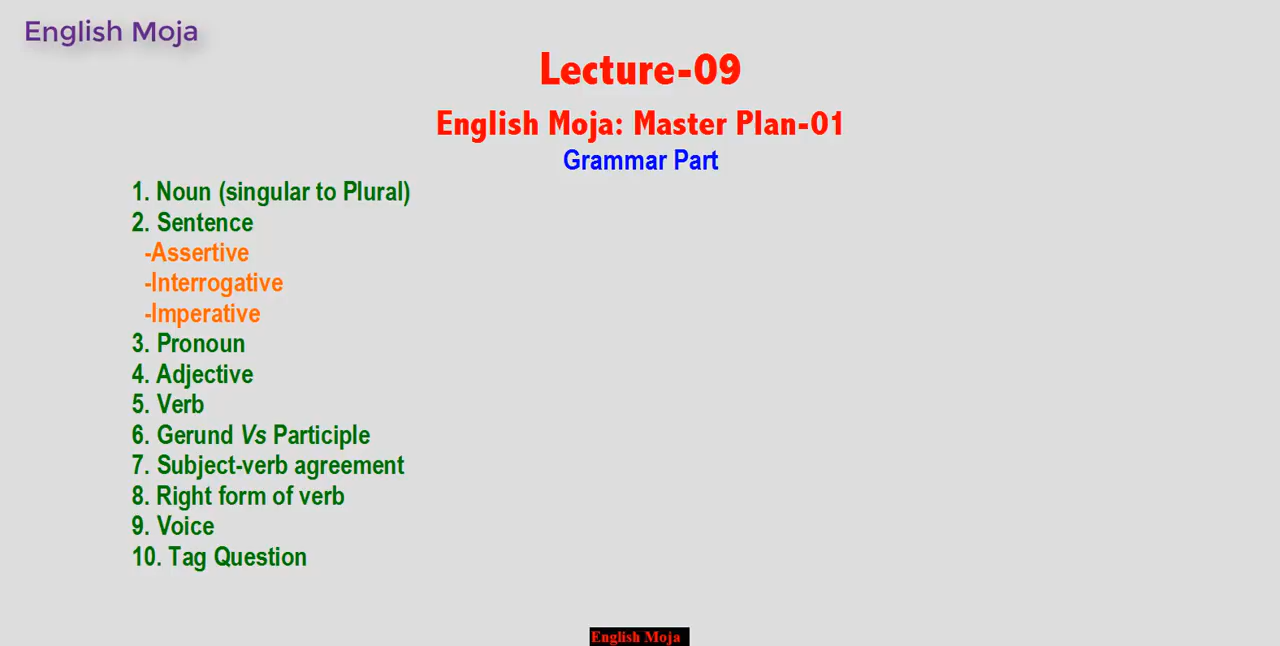 English Moja
Lecture-09
English Moja: Master Plan-01
Grammar Part
1. Noun (singular to Plural)
2. Sentence
-Assertive
-Interrogative
-Imperative
3. Pronoun
4. Adjective
5. Verb
6. Gerund Vs Participle
7. Subject-verb agreement
8. Right form of verb
9. Voice
10. Tag Question
English Moja